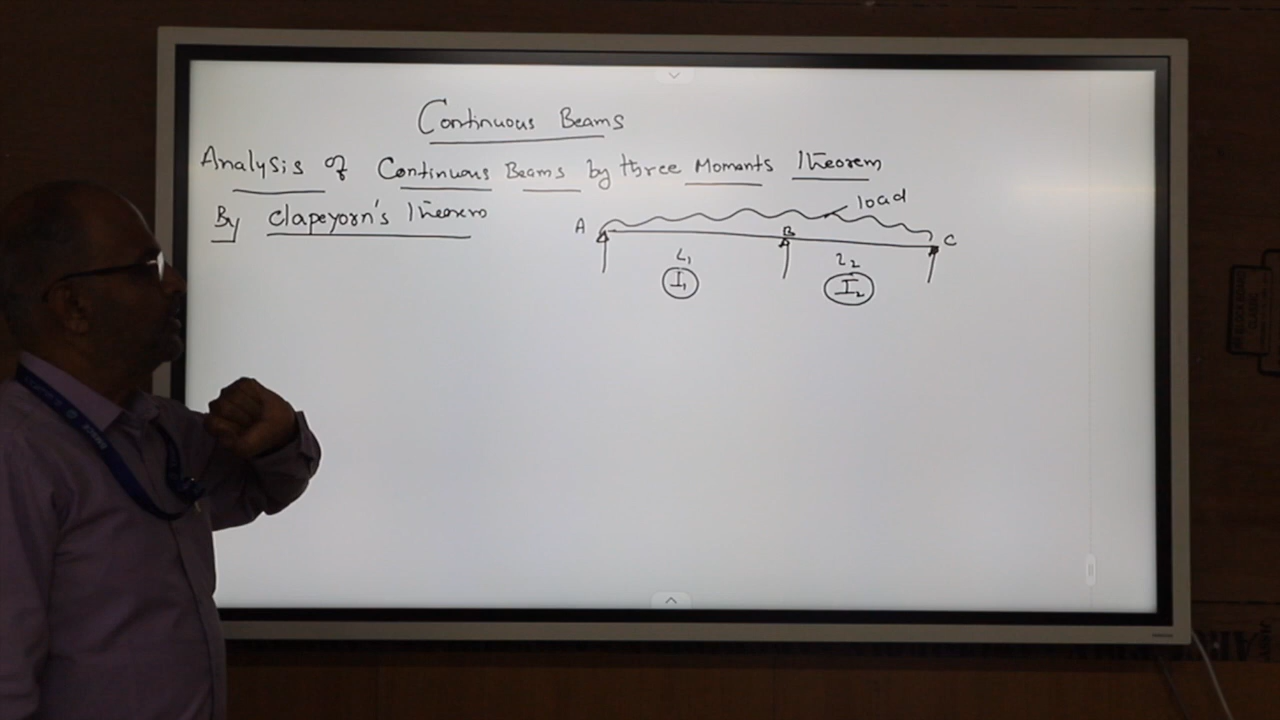 Continuous Beams
Analysis of Continuous Beams by three Moments Theorem
By Clapeyorn's Theorem
load
A B C
L₁ L₂
I₁ I₂